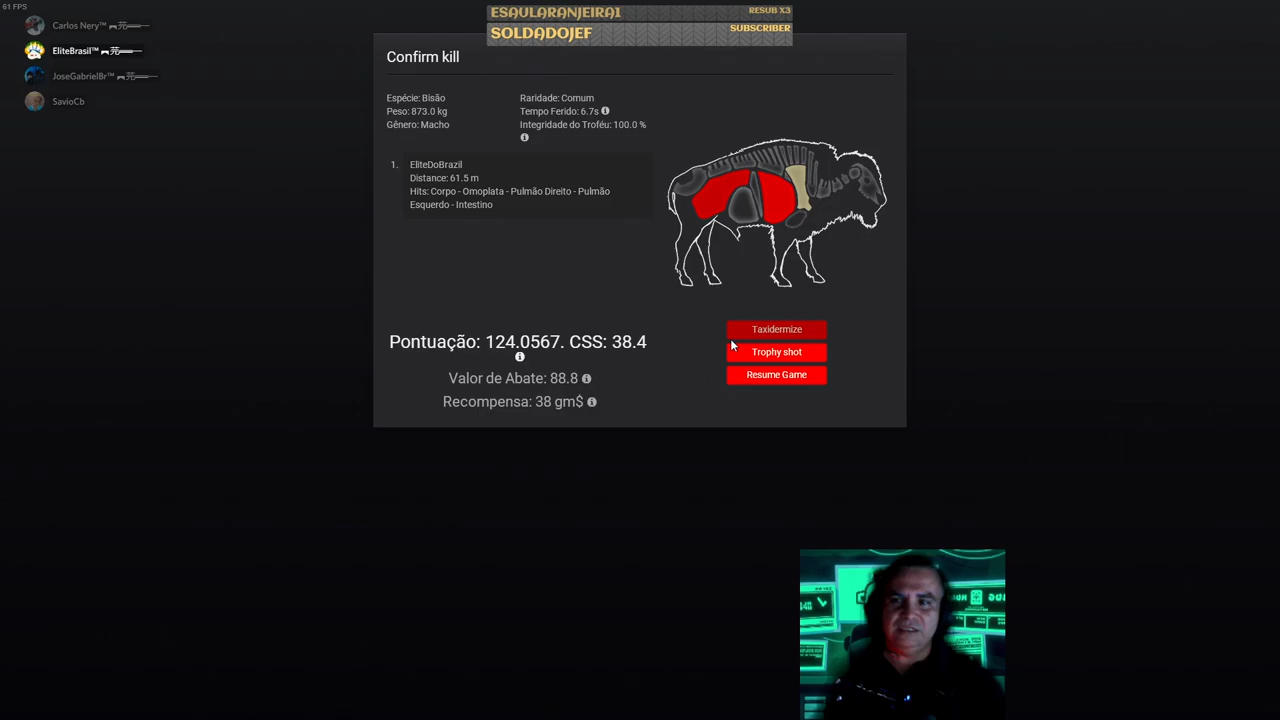 61 FPS
ESAULARANJEIRA1 RESUB X3
SOLDADOJEF SUBSCRIBER
Carlos Nery™
EliteBrasil™
JoseGabrielBr™
SavioCb
Confirm kill
Espécie: Bisão
Peso: 873.0 kg
Gênero: Macho
Raridade: Comum
Tempo Ferido: 6.7s
Integridade do Troféu: 100.0 %
1. EliteDoBrazil
Distance: 61.5 m
Hits: Corpo - Omoplata - Pulmão Direito - Pulmão
Esquerdo - Intestino
Pontuação: 124.0567. CSS: 38.4
Valor de Abate: 88.8
Recompensa: 38 gm$
Taxidermize
Trophy shot
Resume Game